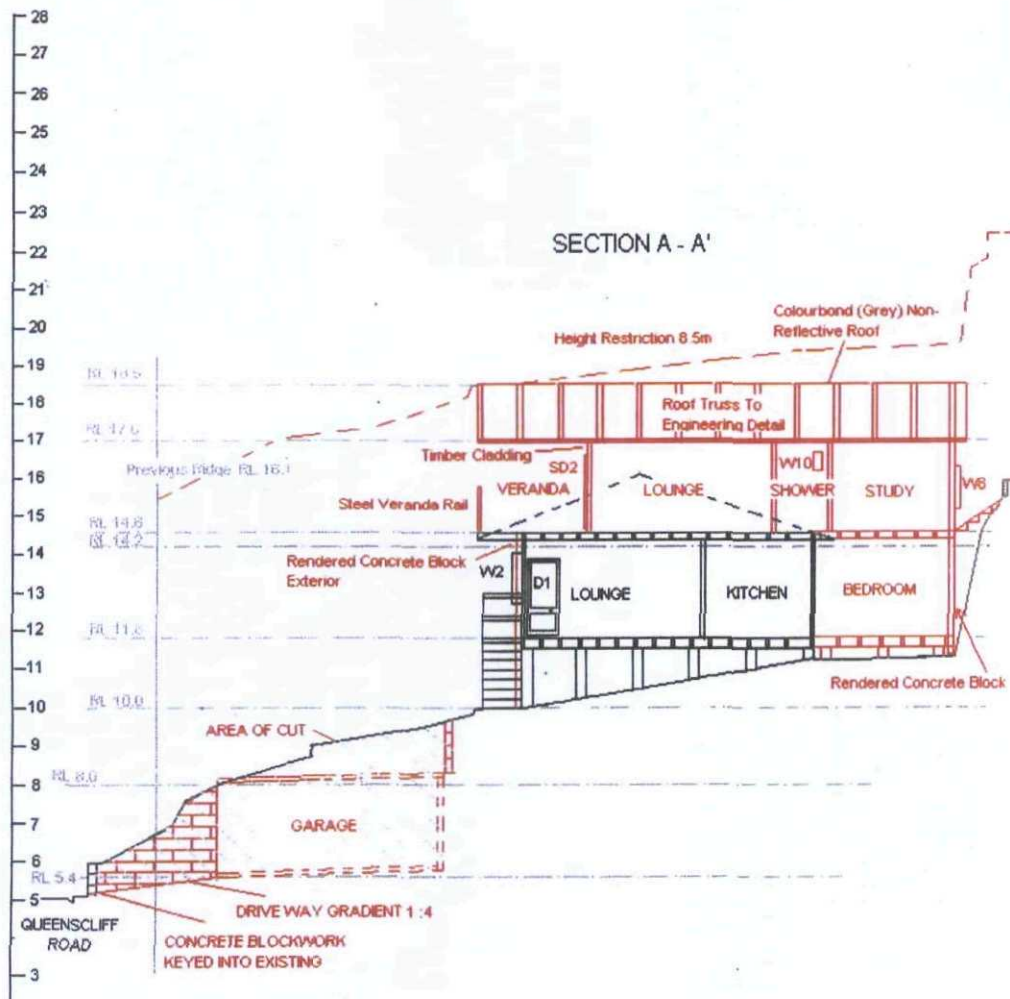 28
27
26
25
24
23
22
21
20
19
18
17
16
15
14
13
12
11
10
9
8
7
6
5
3
SECTION A - A'
Colourbond (Grey) Non-
Reflective Roof
Height Restriction 8.5m
RL 18.5
Roof Truss To
Engineering Detail
RL 17.0
Timber Cladding
Previous Ridge RL 16.1
SD2
W10
W8
VERANDA
LOUNGE
SHOWER
STUDY
Steel Veranda Rail
RL 14.6
RL 14.2
Rendered Concrete Block
Exterior
W2
D1
LOUNGE
KITCHEN
BEDROOM
RL 11.8
Rendered Concrete Block
RL 10.0
AREA OF CUT
RL 8.0
GARAGE
RL 5.4
DRIVE WAY GRADIENT 1 :4
QUEENSCLIFF
ROAD
CONCRETE BLOCKWORK
KEYED INTO EXISTING